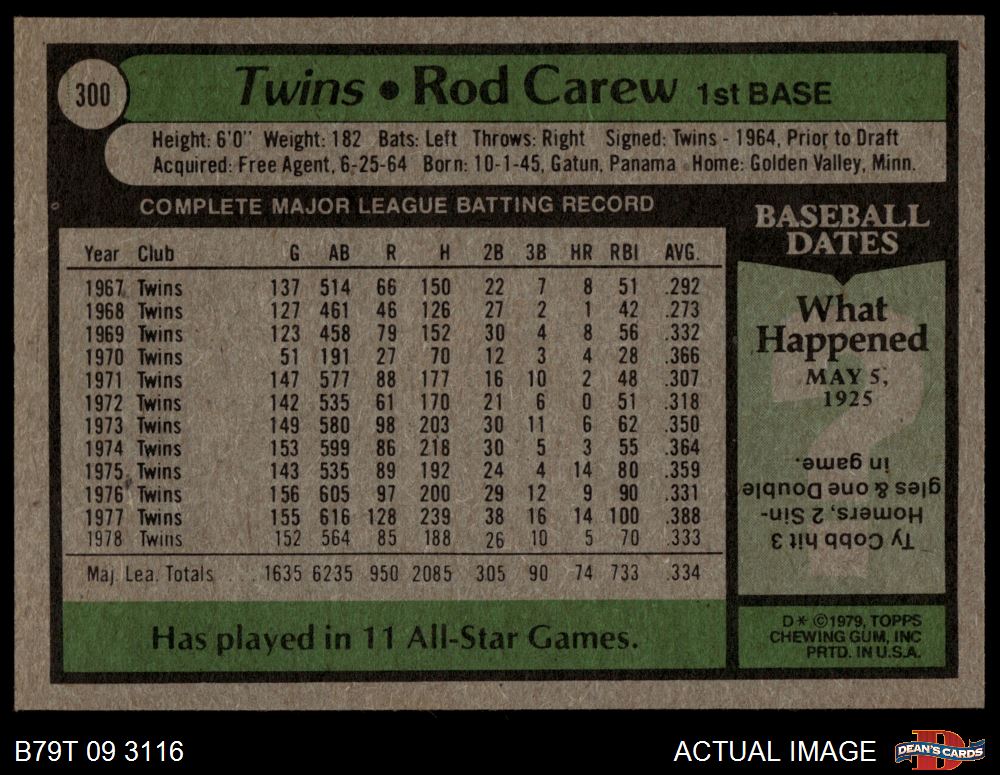 300
Twins • Rod Carew 1st BASE
Height: 6'0" Weight: 182 Bats: Left Throws: Right Signed: Twins - 1964, Prior to Draft
Acquired: Free Agent, 6-25-64 Born: 10-1-45, Gatun, Panama Home: Golden Valley, Minn.
COMPLETE MAJOR LEAGUE BATTING RECORD
Year Club G AB R H 2B 3B HR RBI AVG.
1967 Twins 137 514 66 150 22 7 8 51 .292
1968 Twins 127 461 46 126 27 2 1 42 .273
1969 Twins 123 458 79 152 30 4 8 56 .332
1970 Twins 51 191 27 70 12 3 4 28 .366
1971 Twins 147 577 88 177 16 10 2 48 .307
1972 Twins 142 535 61 170 21 6 0 51 .318
1973 Twins 149 580 98 203 30 11 6 62 .350
1974 Twins 153 599 86 218 30 5 3 55 .364
1975 Twins 143 535 89 192 24 4 14 80 .359
1976 Twins 156 605 97 200 29 12 9 90 .331
1977 Twins 155 616 128 239 38 16 14 100 .388
1978 Twins 152 564 85 188 26 10 5 70 .333
Maj. Lea. Totals . . . 1635 6235 950 2085 305 90 74 733 .334
Has played in 11 All-Star Games.
BASEBALL
DATES
What
Happened
MAY 5,
1925
Ty Cobb hit 3
Homers, 2 Sin-
gles & one Double
in game.
D* ©1979, TOPPS
CHEWING GUM, INC
PRTD. IN U.S.A.
B79T 09 3116
ACTUAL IMAGE
D
DEAN'S CARDS